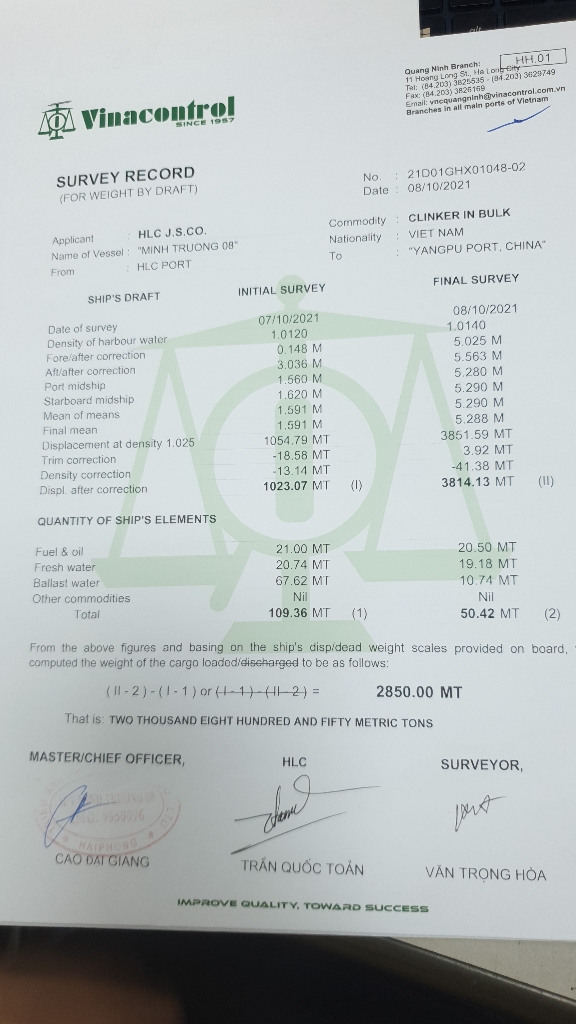 HH.01
Quang Ninh Branch:
11 Hoang Long St., Ha Long City
Tel: (84.203) 3825535 - (84.203) 3629749
Fax: (84.203) 3826169
Email: vncquangninh@vinacontrol.com.vn
Branches in all main ports of Vietnam
Vinacontrol
SINCE 1957
SURVEY RECORD
(FOR WEIGHT BY DRAFT)
No. : 21D01GHX01048-02
Date : 08/10/2021
Applicant : HLC J.S.CO. Commodity : CLINKER IN BULK
Name of Vessel : "MINH TRUONG 08" Nationality : VIET NAM
From : HLC PORT To : "YANGPU PORT, CHINA"
SHIP'S DRAFT INITIAL SURVEY FINAL SURVEY
Date of survey 07/10/2021 08/10/2021
Density of harbour water 1.0120 1.0140
Fore/after correction 0.148 M 5.025 M
Aft/after correction 3.036 M 5.563 M
Port midship 1.560 M 5.280 M
Starboard midship 1.620 M 5.290 M
Mean of means 1.591 M 5.290 M
Final mean 1.591 M 5.288 M
Displacement at density 1.025 1054.79 MT 3851.59 MT
Trim correction -18.58 MT 3.92 MT
Density correction -13.14 MT -41.38 MT
Displ. after correction 1023.07 MT (I) 3814.13 MT (II)
QUANTITY OF SHIP'S ELEMENTS
Fuel & oil 21.00 MT 20.50 MT
Fresh water 20.74 MT 19.18 MT
Ballast water 67.62 MT 10.74 MT
Other commodities Nil Nil
Total 109.36 MT (1) 50.42 MT (2)
From the above figures and basing on the ship's disp/dead weight scales provided on board,
computed the weight of the cargo loaded/discharged to be as follows:
( II - 2 ) - ( I - 1 ) or ( I - 1 ) - ( II - 2 ) = 2850.00 MT
That is: TWO THOUSAND EIGHT HUNDRED AND FIFTY METRIC TONS
MASTER/CHIEF OFFICER, HLC SURVEYOR,
HAIPHONG
CAO ĐẠI GIANG TRẦN QUỐC TOẢN VĂN TRỌNG HÒA
IMPROVE QUALITY, TOWARD SUCCESS